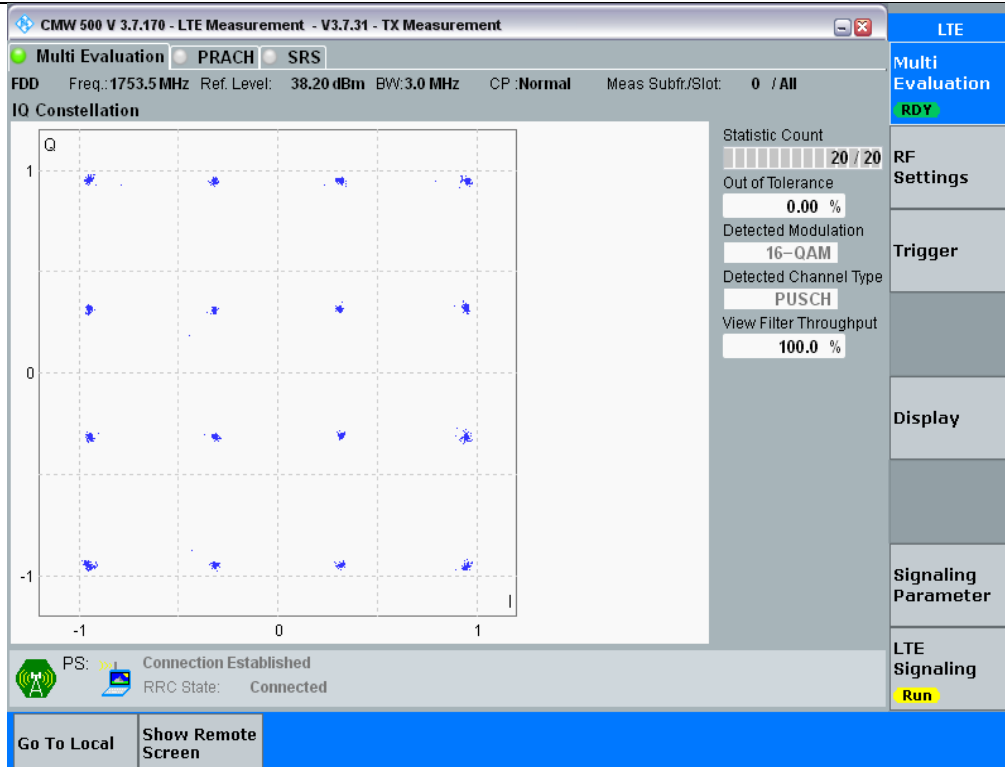 CMW 500 V 3.7.170 - LTE Measurement - V3.7.31 - TX Measurement
LTE
Multi Evaluation PRACH SRS
Multi
Evaluation
RDY
FDD Freq.: 1753.5 MHz Ref. Level: 38.20 dBm BW: 3.0 MHz CP : Normal Meas Subfr./Slot: 0 / All
IQ Constellation
Q
1
0
-1
-1 0 1
I
Statistic Count
20 / 20
Out of Tolerance
0.00 %
Detected Modulation
16-QAM
Detected Channel Type
PUSCH
View Filter Throughput
100.0 %
RF
Settings
Trigger
Display
Signaling
Parameter
LTE
Signaling
Run
PS: Connection Established
RRC State: Connected
Go To Local
Show Remote
Screen